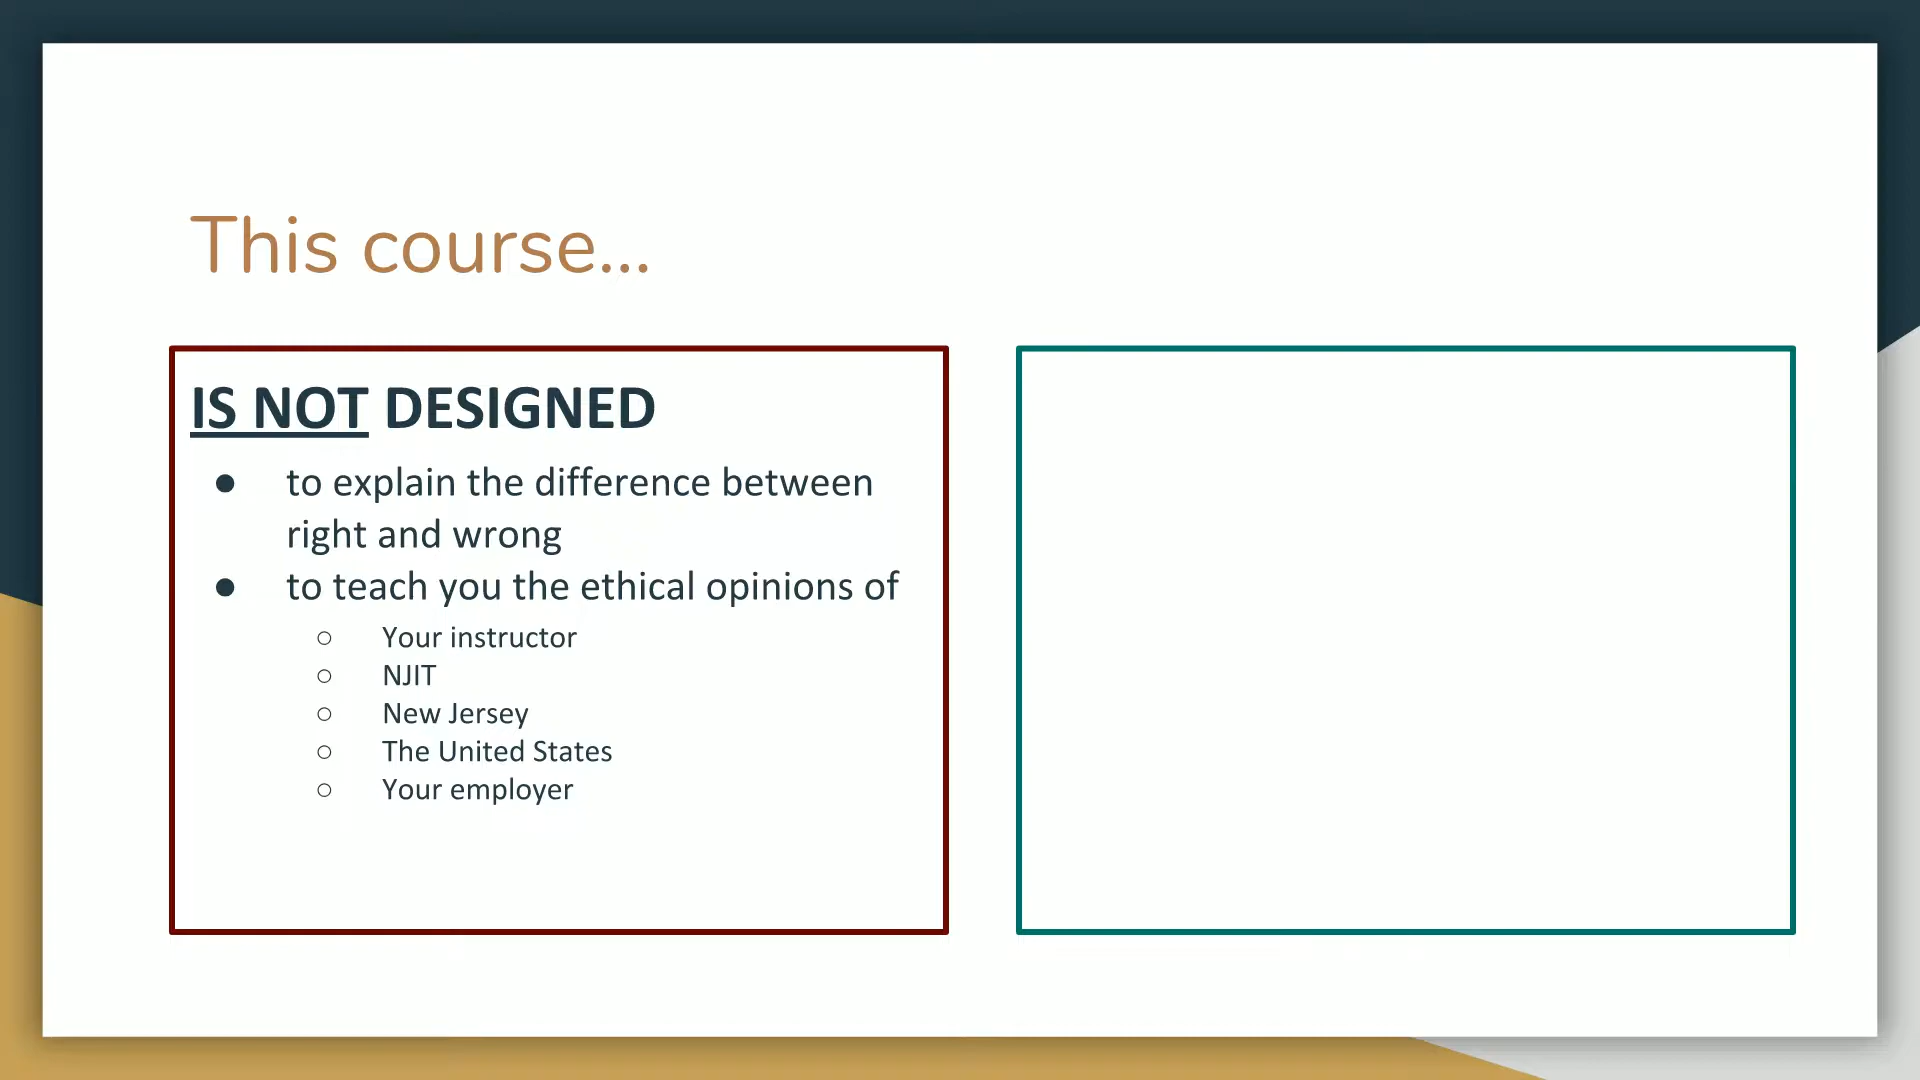 This course...
IS NOT DESIGNED
● to explain the difference between
right and wrong
● to teach you the ethical opinions of
○ Your instructor
○ NJIT
○ New Jersey
○ The United States
○ Your employer